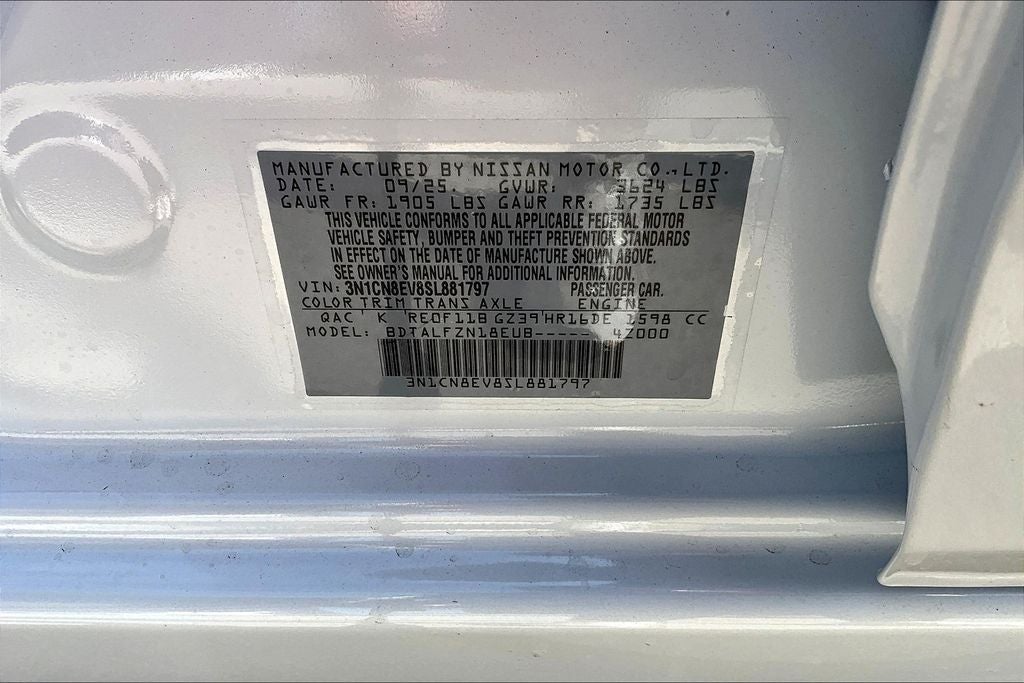 MANUFACTURED BY NISSAN MOTOR CO., LTD.
DATE: 09/25. GVWR: 3624 LBS
GAWR FR: 1905 LBS GAWR RR: 1735 LBS
THIS VEHICLE CONFORMS TO ALL APPLICABLE FEDERAL MOTOR
VEHICLE SAFETY, BUMPER AND THEFT PREVENTION STANDARDS
IN EFFECT ON THE DATE OF MANUFACTURE SHOWN ABOVE.
SEE OWNER'S MANUAL FOR ADDITIONAL INFORMATION.
VIN: 3N1CN8EV8SL881797 PASSENGER CAR.
COLOR TRIM TRANS AXLE ENGINE
QAC K RE0F11B GZ39 HR16DE 1598 CC
MODEL: BDTALFZN18EUB----- 4Z000
3N1CN8EV8SL881797